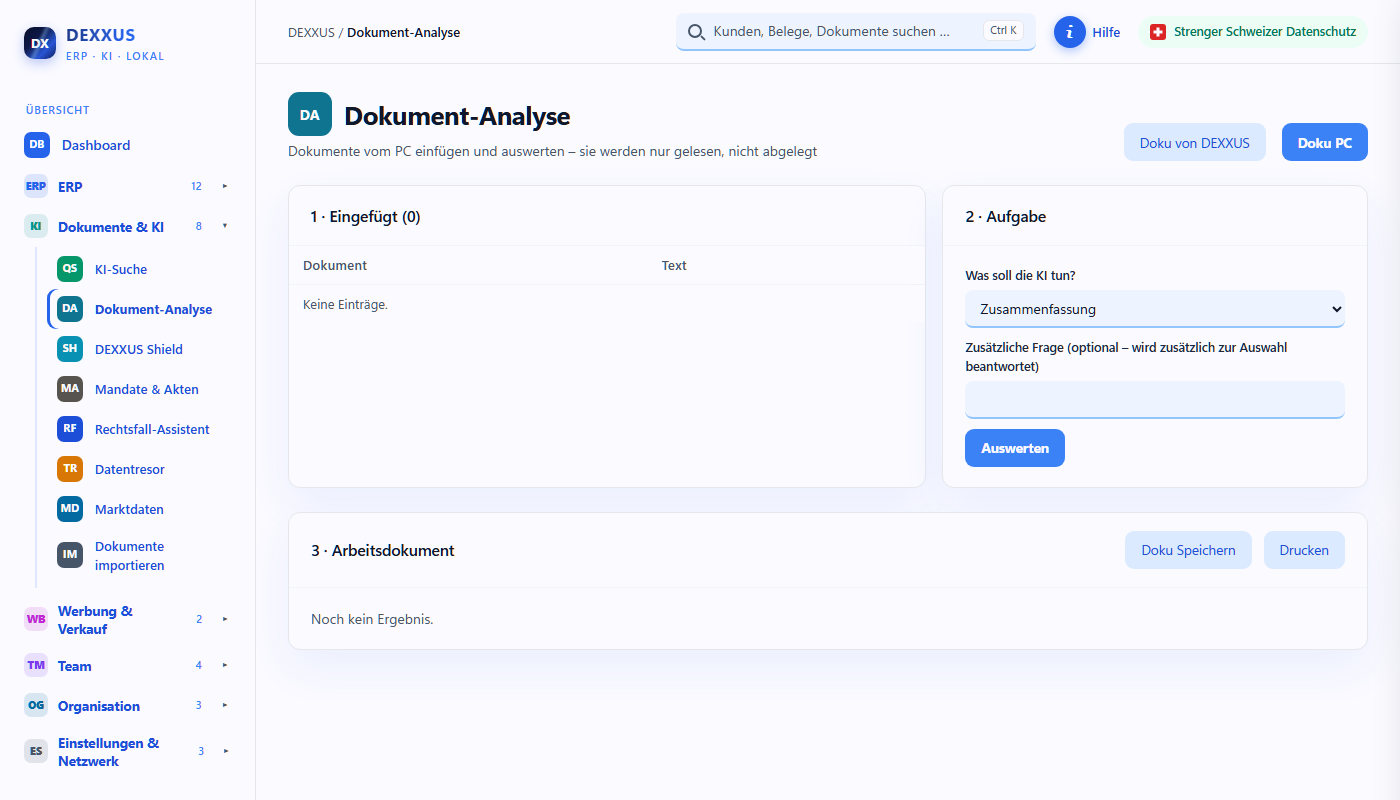 DX
DEXXUS
ERP · KI · LOKAL
ÜBERSICHT
DB Dashboard
ERP ERP 12
KI Dokumente & KI 8
QS KI-Suche
DA Dokument-Analyse
SH DEXXUS Shield
MA Mandate & Akten
RF Rechtsfall-Assistent
TR Datentresor
MD Marktdaten
IM Dokumente
importieren
WB Werbung &
Verkauf 2
TM Team 4
OG Organisation 3
ES Einstellungen &
Netzwerk 3
DEXXUS / Dokument-Analyse
Kunden, Belege, Dokumente suchen ... Ctrl K
i Hilfe
Strenger Schweizer Datenschutz
DA Dokument-Analyse
Dokumente vom PC einfügen und auswerten – sie werden nur gelesen, nicht abgelegt
Doku von DEXXUS
Doku PC
1 · Eingefügt (0)
Dokument Text
Keine Einträge.
2 · Aufgabe
Was soll die KI tun?
Zusammenfassung
Zusätzliche Frage (optional – wird zusätzlich zur Auswahl
beantwortet)
Auswerten
3 · Arbeitsdokument
Doku Speichern
Drucken
Noch kein Ergebnis.